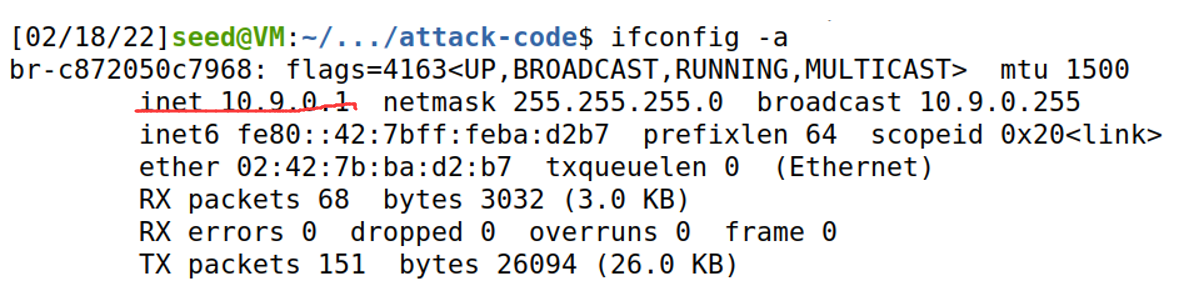 [02/18/22]seed@VM:~/.../attack-code$ ifconfig -a
br-c872050c7968: flags=4163<UP,BROADCAST,RUNNING,MULTICAST>  mtu 1500
        inet 10.9.0.1  netmask 255.255.255.0  broadcast 10.9.0.255
        inet6 fe80::42:7bff:feba:d2b7  prefixlen 64  scopeid 0x20<link>
        ether 02:42:7b:ba:d2:b7  txqueuelen 0  (Ethernet)
        RX packets 68  bytes 3032 (3.0 KB)
        RX errors 0  dropped 0  overruns 0  frame 0
        TX packets 151  bytes 26094 (26.0 KB)